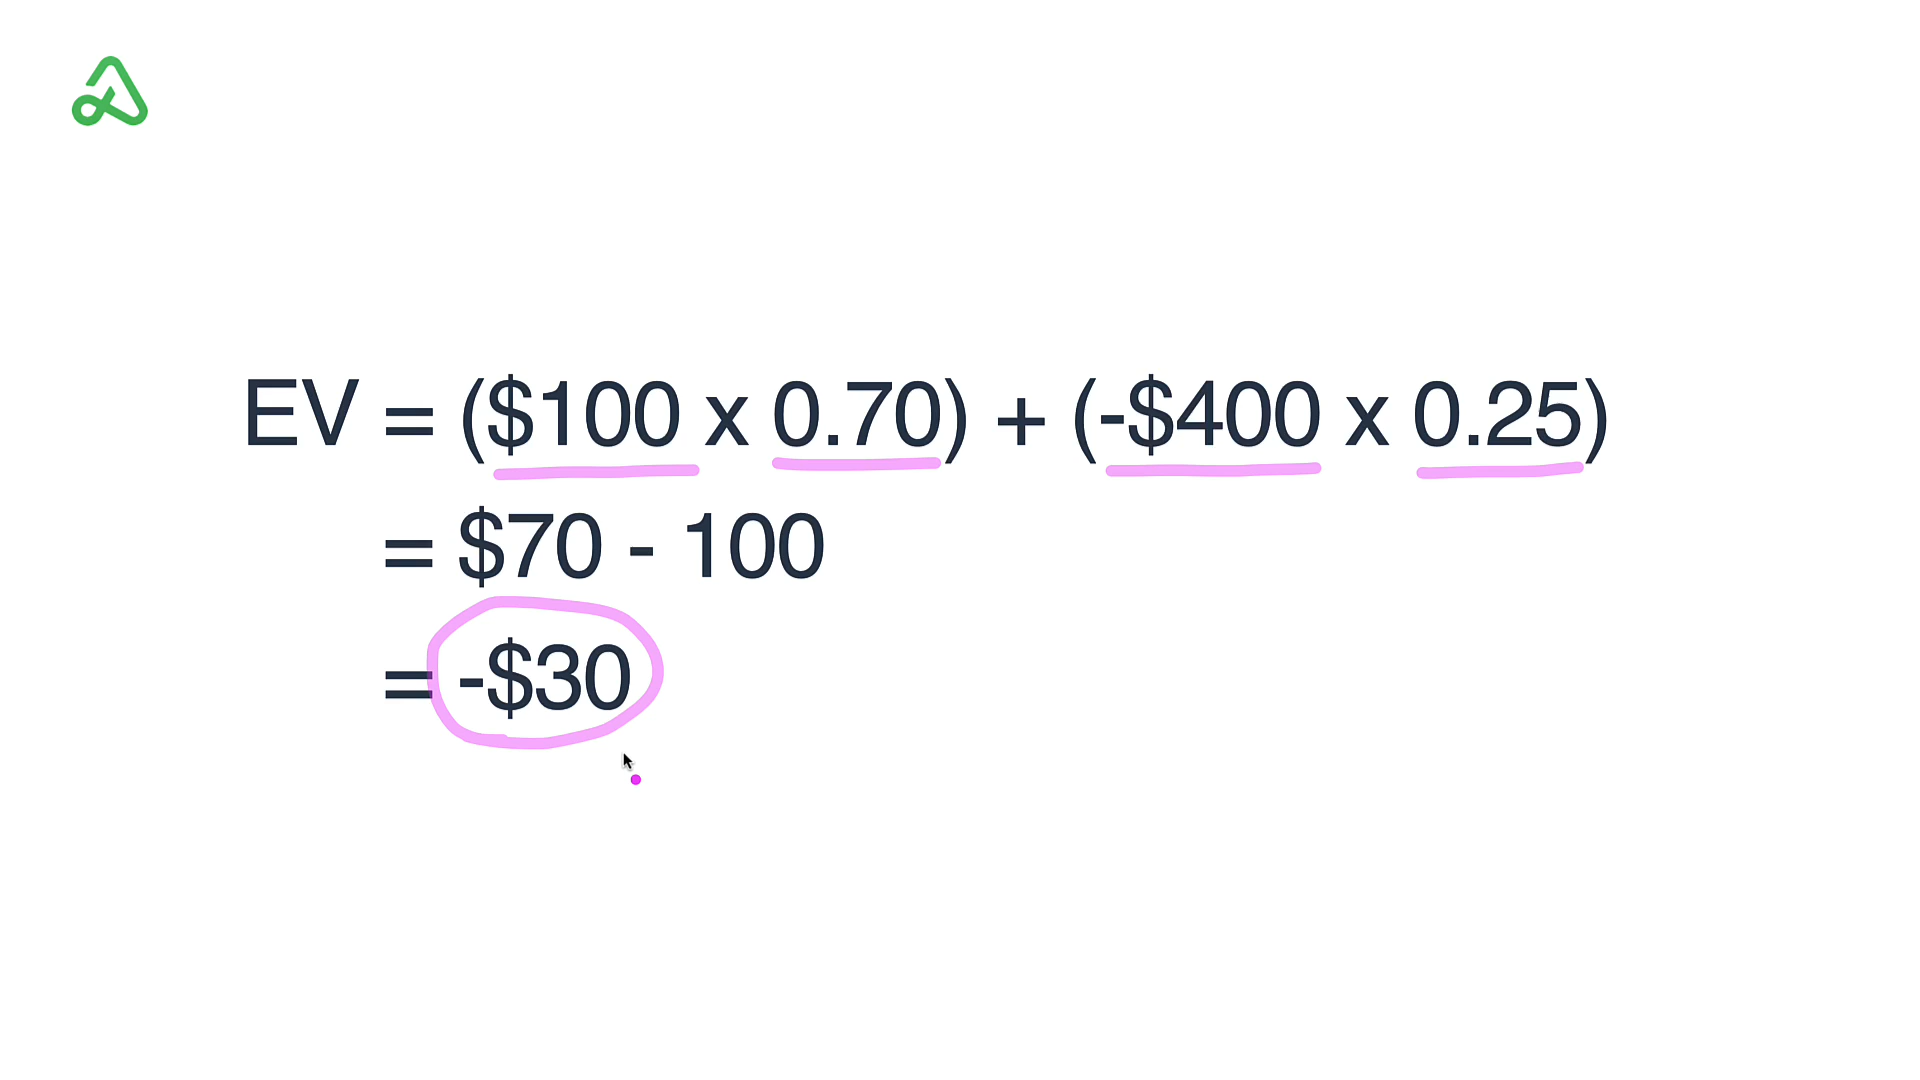 EV = ($100 x 0.70) + (-$400 x 0.25)
= $70 - 100
= -$30